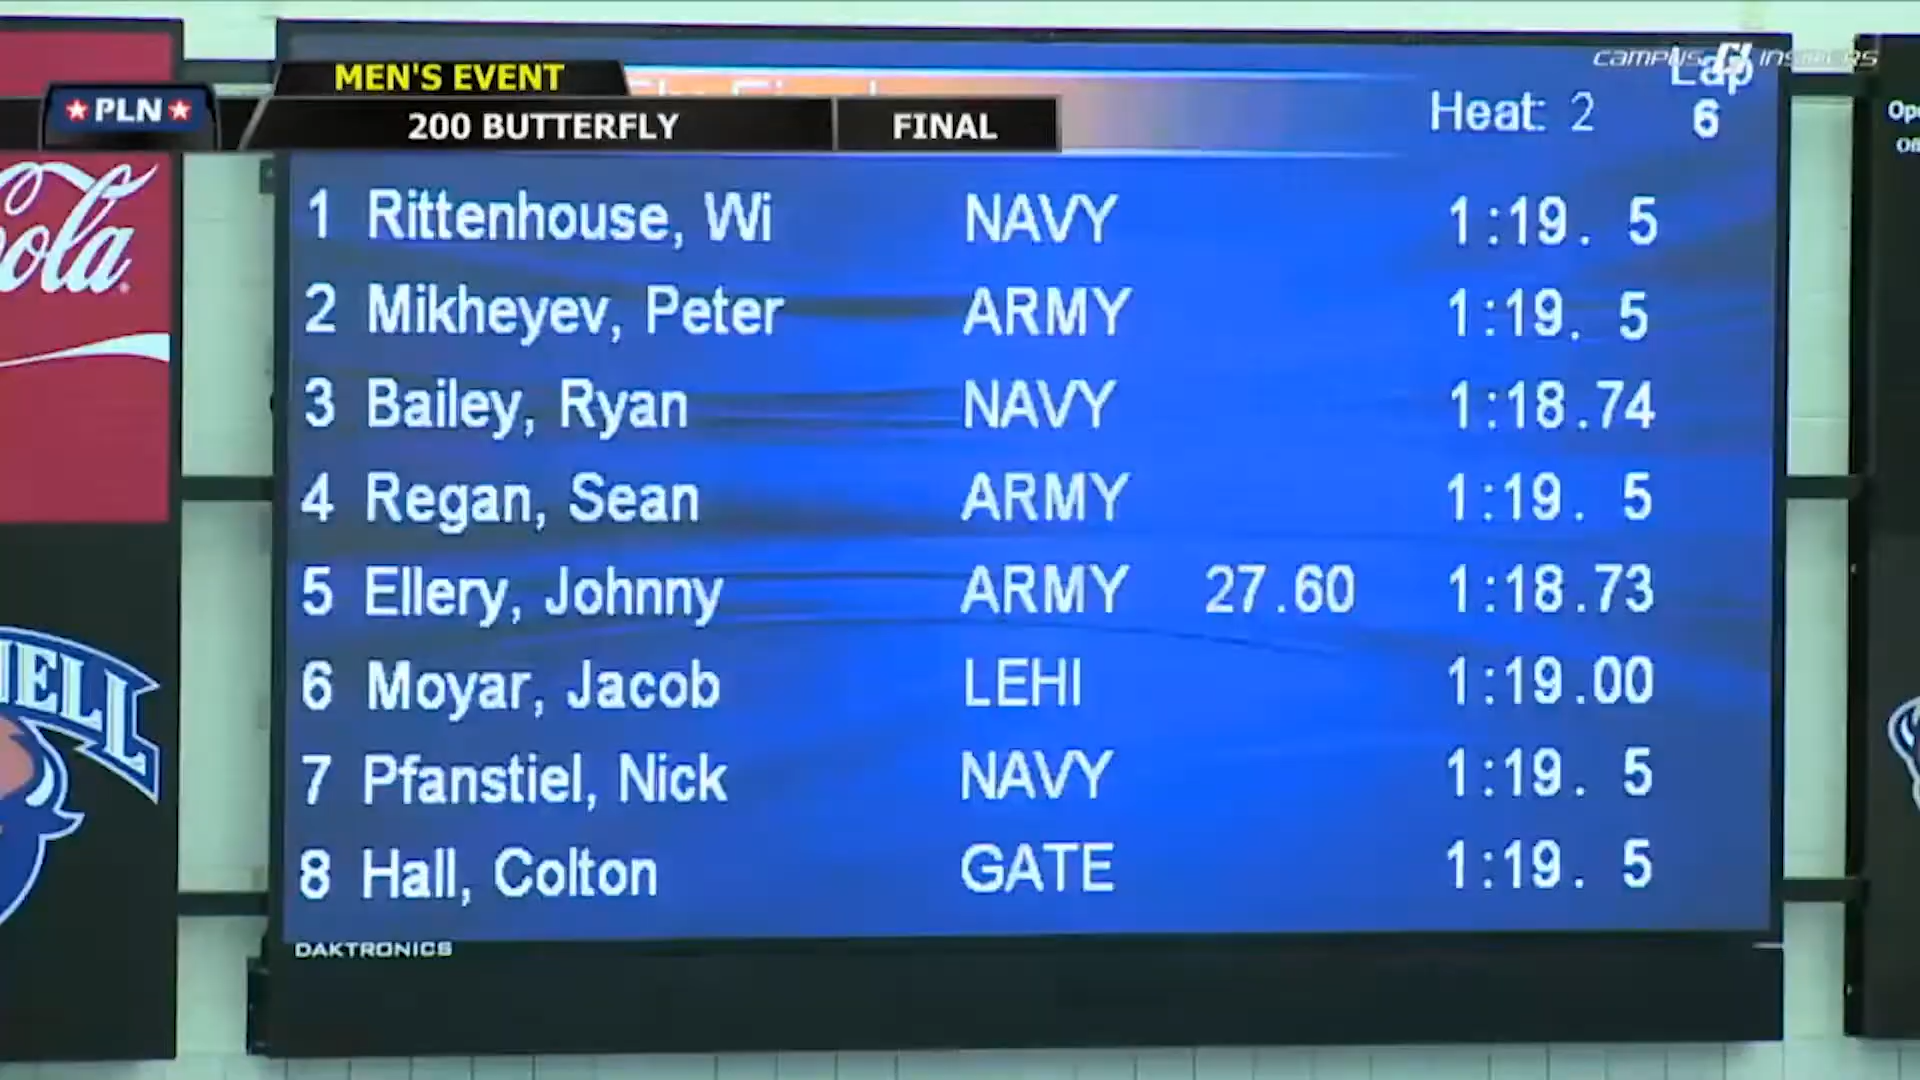 CAMPUS INSIDERS
MEN'S EVENT
PLN
200 BUTTERFLY FINAL
Heat: 2
Lap
6
1 Rittenhouse, Wi NAVY 1:19. 5
2 Mikheyev, Peter ARMY 1:19. 5
3 Bailey, Ryan NAVY 1:18.74
4 Regan, Sean ARMY 1:19. 5
5 Ellery, Johnny ARMY 27.60 1:18.73
6 Moyar, Jacob LEHI 1:19.00
7 Pfanstiel, Nick NAVY 1:19. 5
8 Hall, Colton GATE 1:19. 5
DAKTRONICS